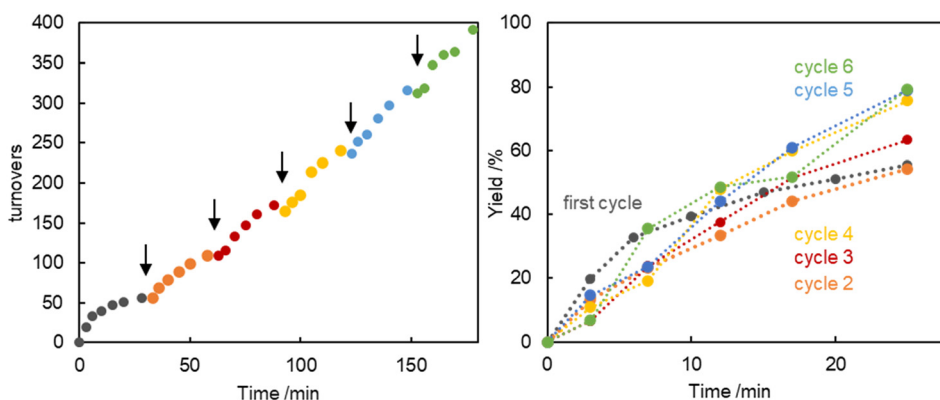 400
350
300
250
200
150
100
50
0
turnovers
0
50
100
150
Time /min
100
80
60
40
20
0
Yield /%
first cycle
cycle 6
cycle 5
cycle 4
cycle 3
cycle 2
0
10
20
Time /min